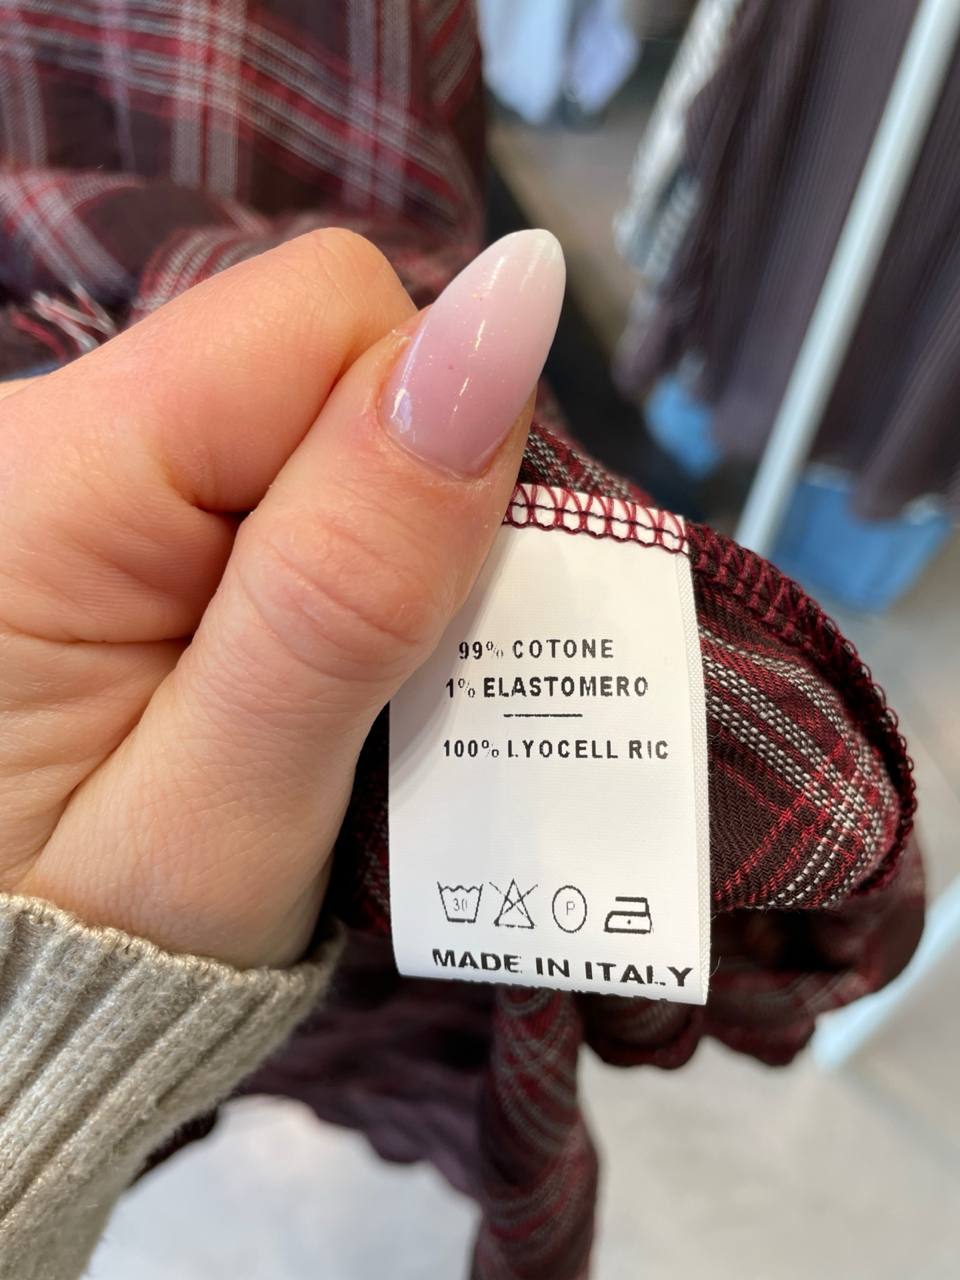 99% COTONE
1% ELASTOMERO
100% LYOCELL RIC
30
P
MADE IN ITALY